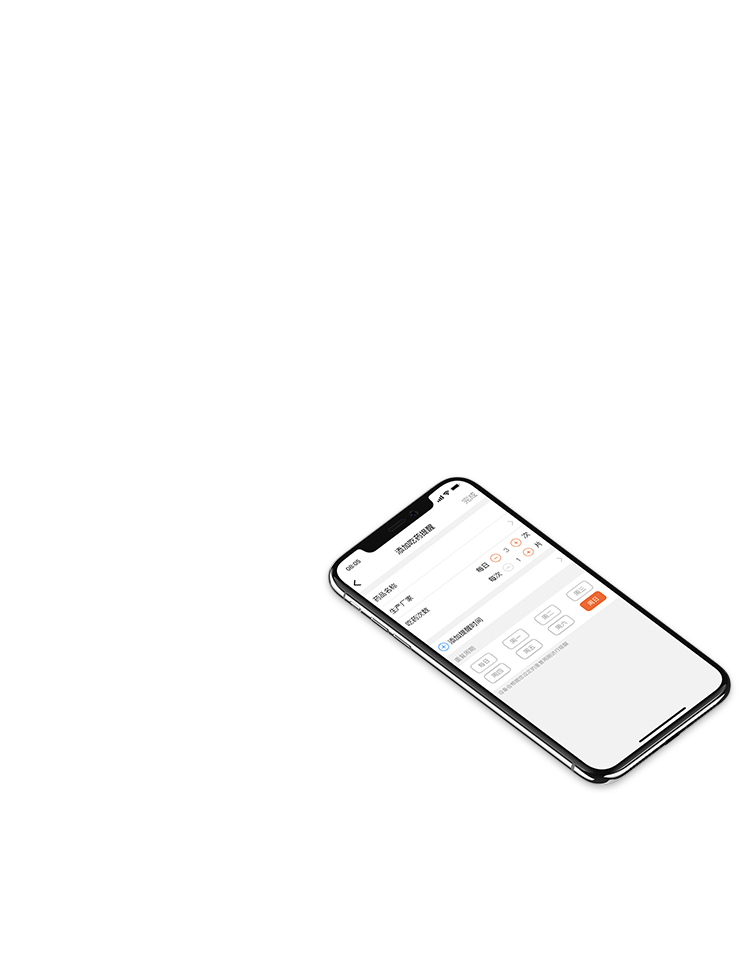 08:05
完成
添加吃药提醒
药品名称
生产厂家
吃药次数
每日 3 次
每次 1 片
添加提醒时间
重复周期
每日 周一 周二 周三
周四 周五 周六 周日